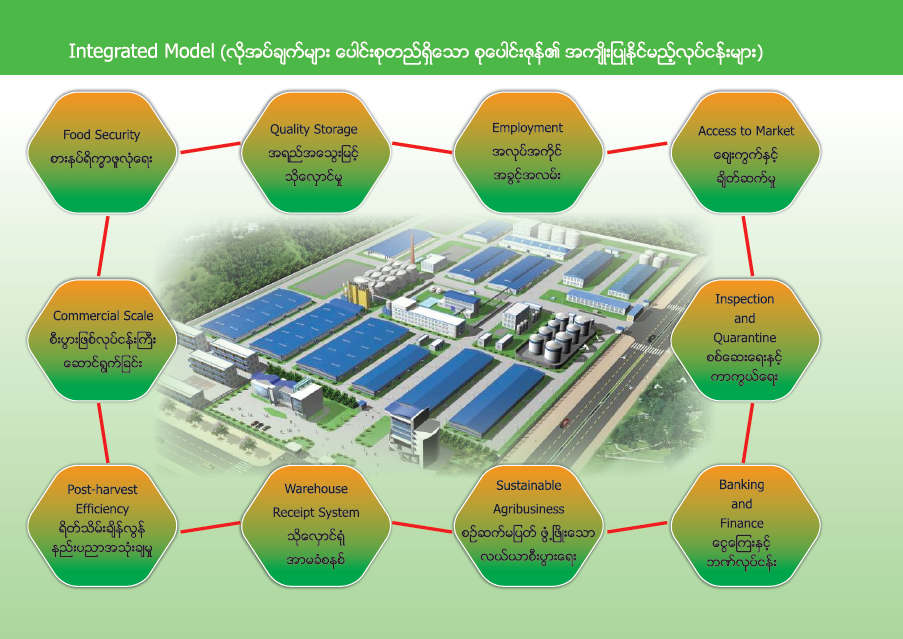 Integrated Model (လိုအပ်ချက်များ ပေါင်းစုတည်ရှိသော စုပေါင်းဇုန်၏ အကျိုးပြုနိုင်မည့်လုပ်ငန်းများ)
Food Security
စားနပ်ရိက္ခာဖူလုံရေး
Quality Storage
အရည်အသွေးမြင့်
သိုလှောင်မှု
Employment
အလုပ်အကိုင်
အခွင့်အလမ်း
Access to Market
ဈေးကွက်နှင့်
ချိတ်ဆက်မှု
Commercial Scale
စီးပွားဖြစ်လုပ်ငန်းကြီး
ဆောင်ရွက်ခြင်း
Inspection
and
Quarantine
စစ်ဆေးရေးနှင့်
ကာကွယ်ရေး
Post-harvest
Efficiency
ရိတ်သိမ်းချိန်လွန်
နည်းပညာအသုံးချမှု
Warehouse
Receipt System
သိုလှောင်ရုံ
အာမခံစနစ်
Sustainable
Agribusiness
စဉ်ဆက်မပြတ် ဖွံ့ဖြိုးသော
လယ်ယာစီးပွားရေး
Banking
and
Finance
ငွေကြေးနှင့်
ဘဏ်လုပ်ငန်း